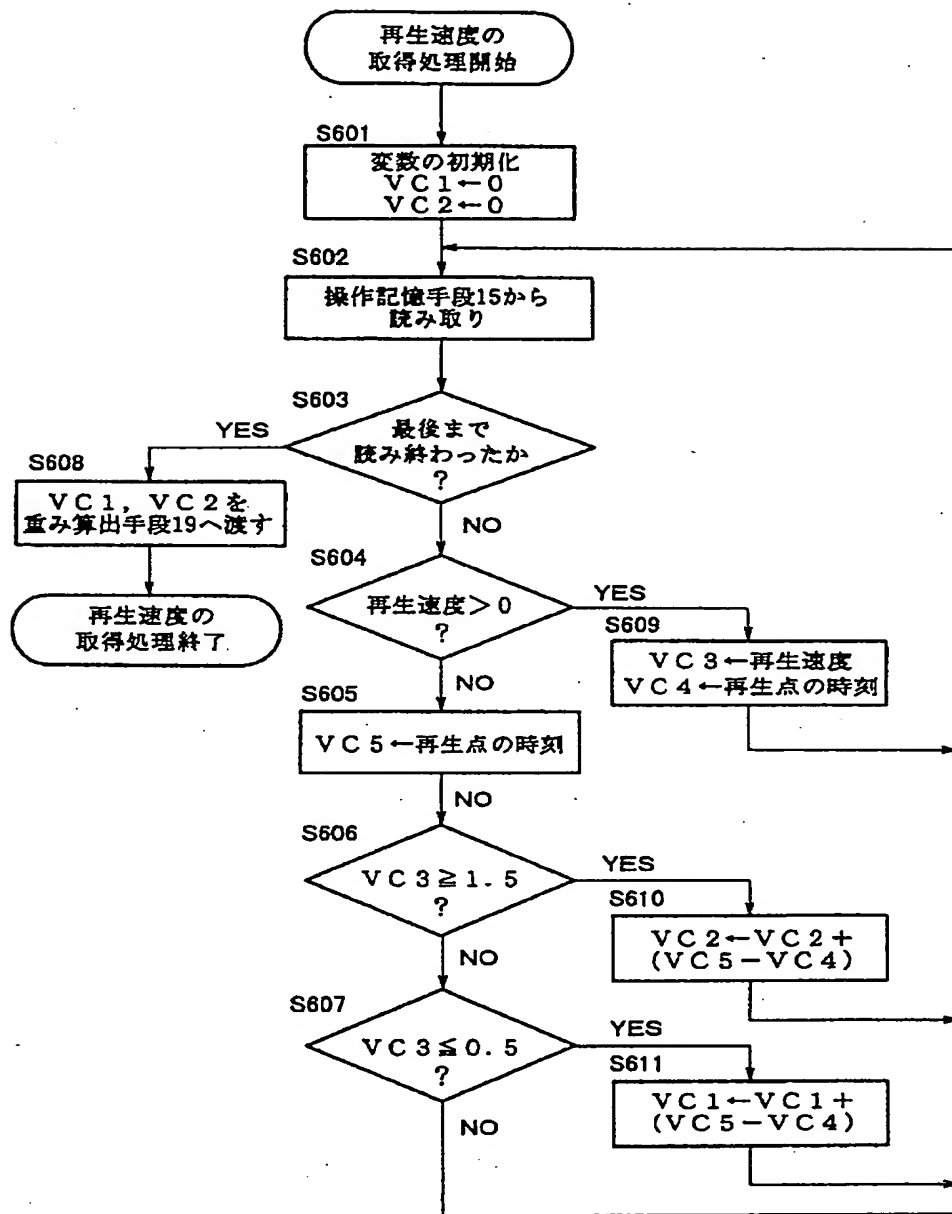 再生速度の
取得処理開始
S601
変数の初期化
VC1←0
VC2←0
S602
操作記憶手段15から
読み取り
S603
最後まで
読み終わったか
?
YES
NO
S608
VC1,VC2を
重み算出手段19へ渡す
再生速度の
取得処理終了
S604
再生速度>0
?
YES
NO
S609
VC3←再生速度
VC4←再生点の時刻
S605
VC5←再生点の時刻
NO
S606
VC3≧1.5
?
YES
NO
S610
VC2←VC2+
(VC5-VC4)
S607
VC3≦0.5
?
YES
NO
S611
VC1←VC1+
(VC5-VC4)